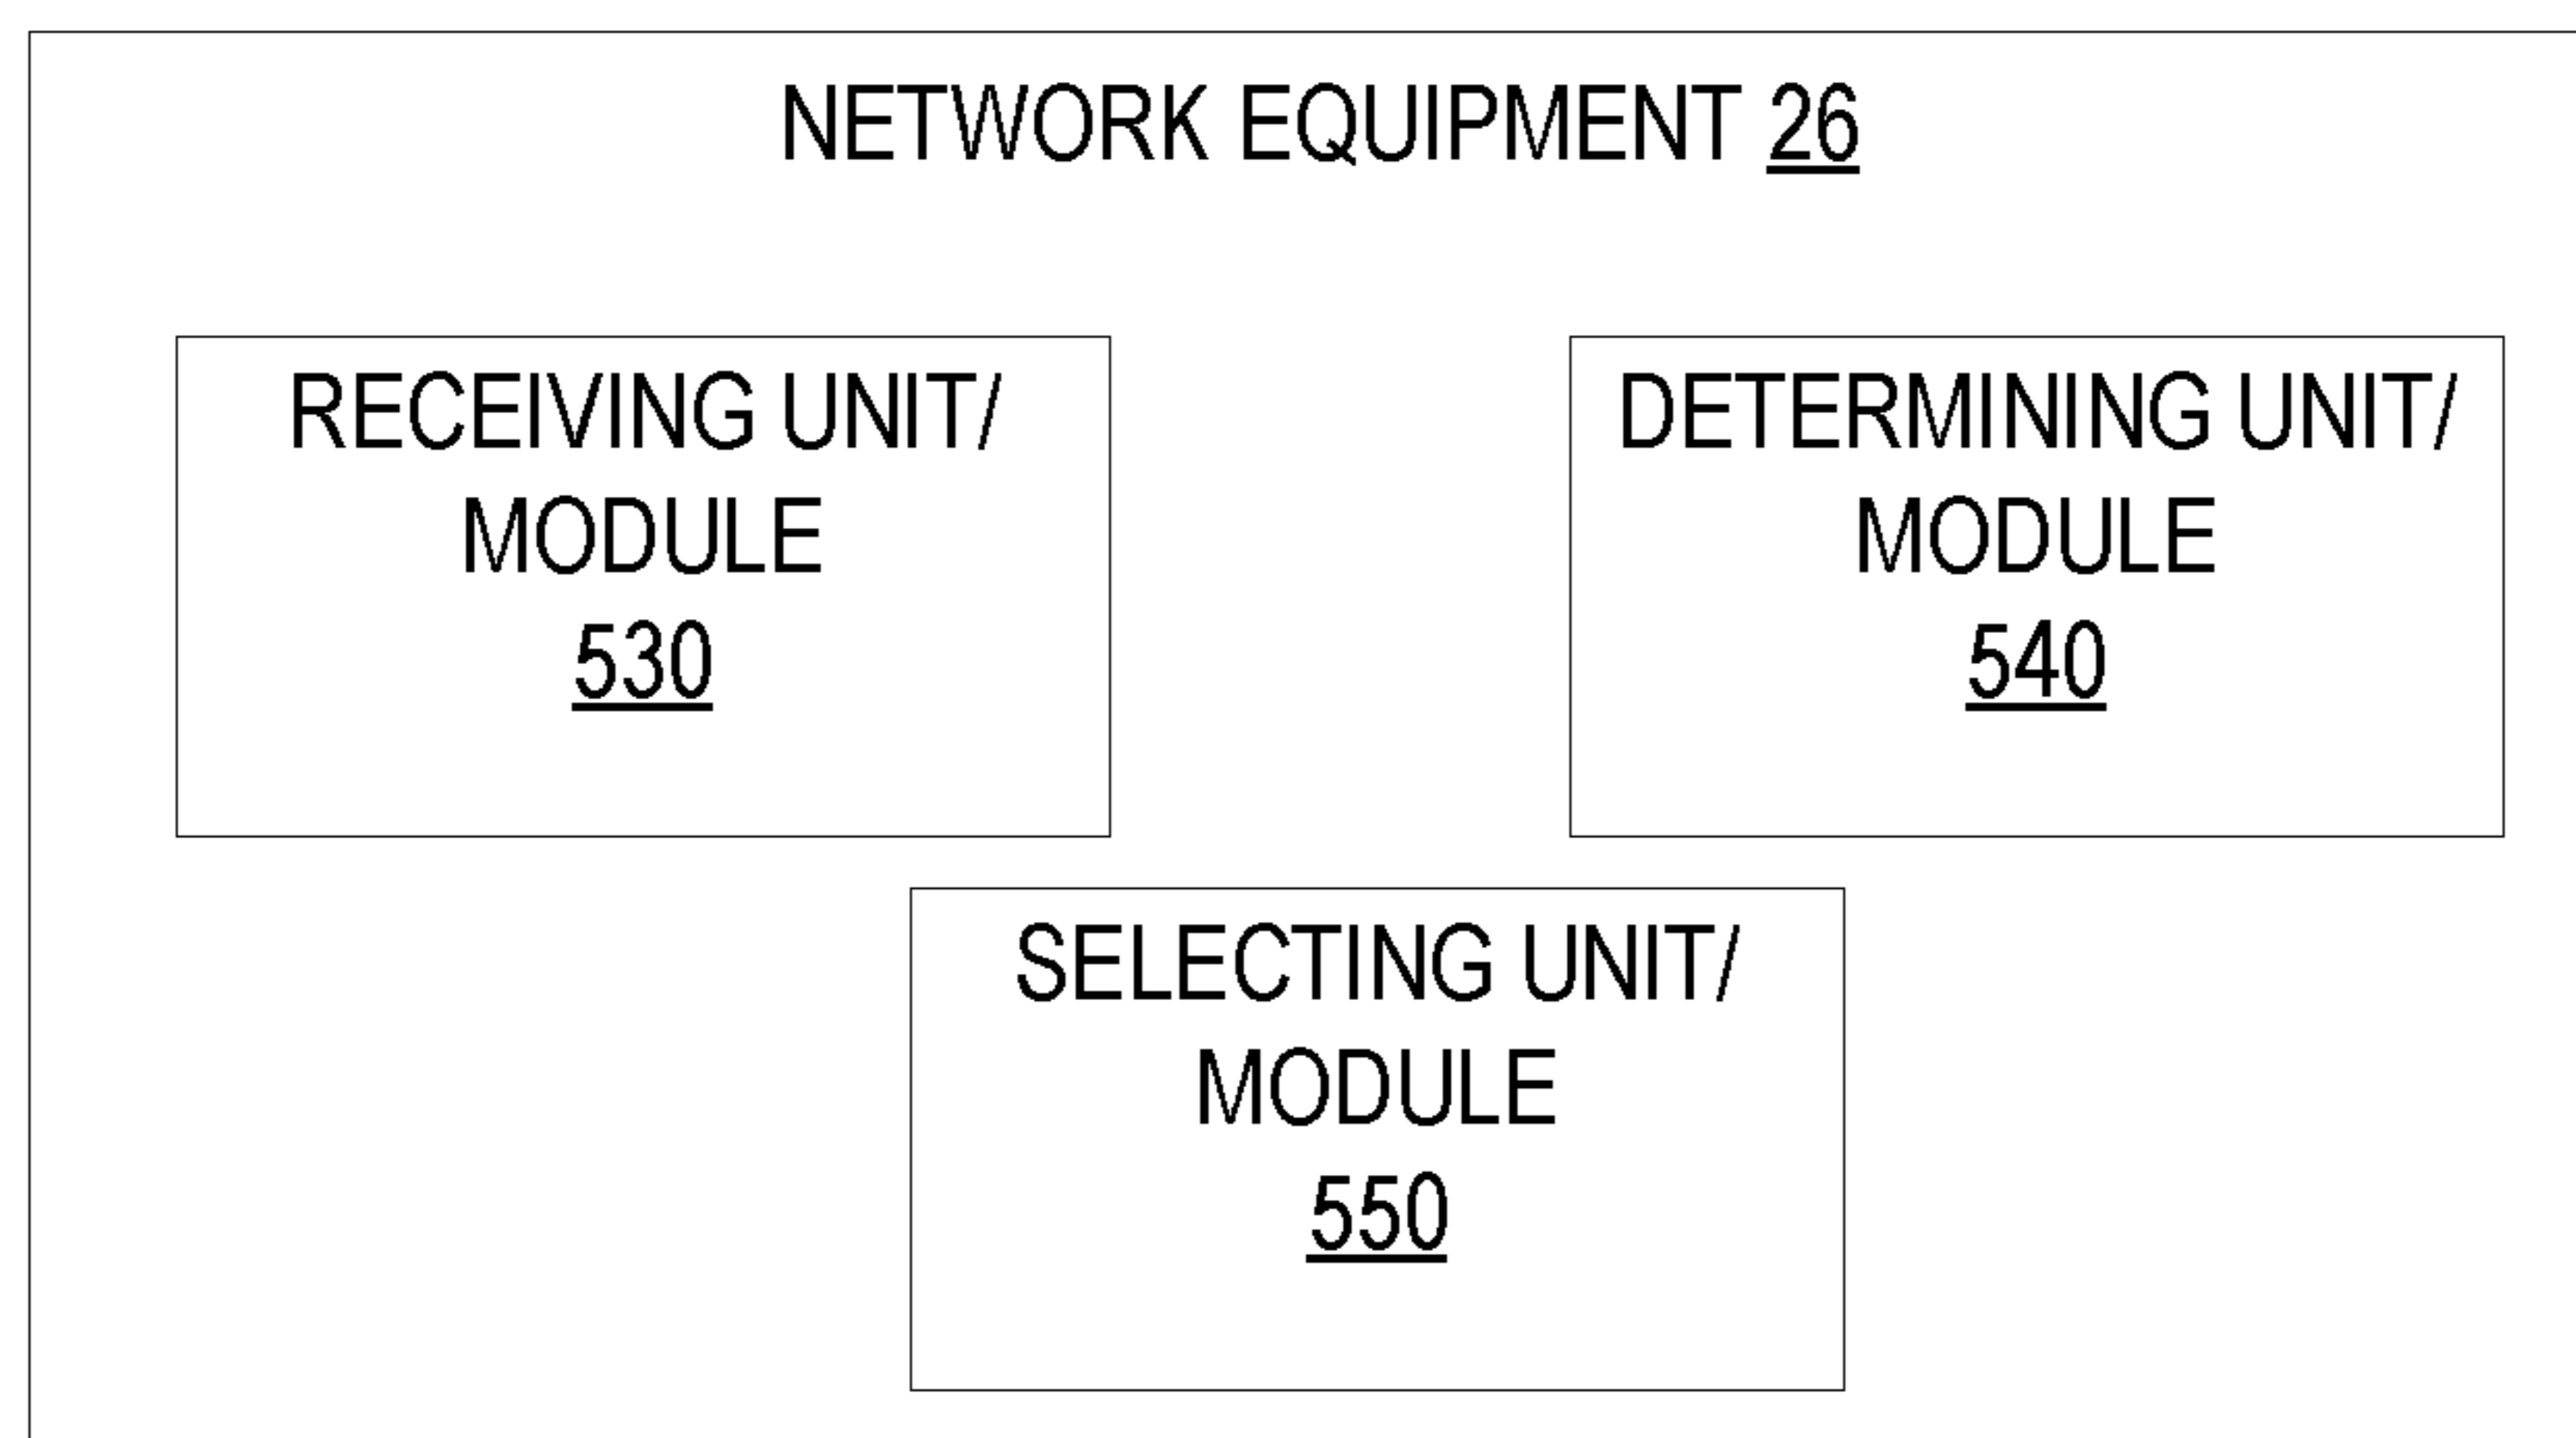 NETWORK EQUIPMENT 26
RECEIVING UNIT/
MODULE
530
DETERMINING UNIT/
MODULE
540
SELECTING UNIT/
MODULE
550